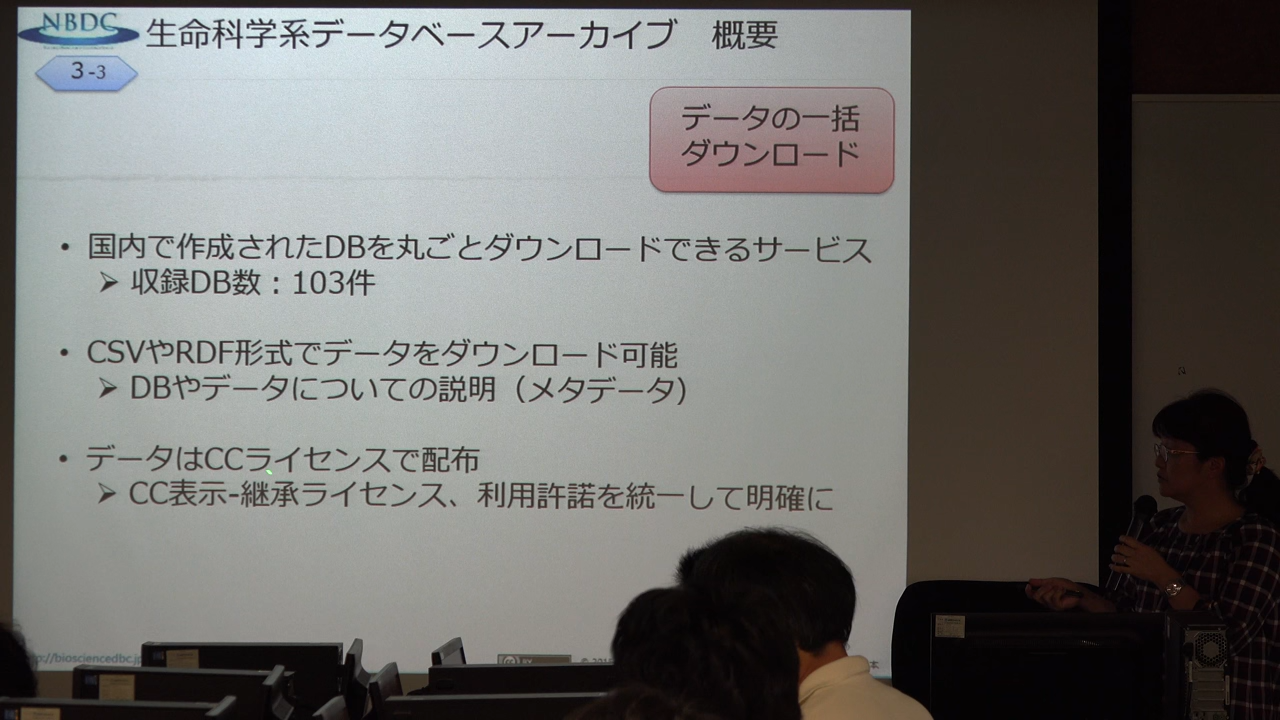 NBDC
生命科学系データベースアーカイブ 概要
3-3
データの一括
ダウンロード
• 国内で作成されたDBを丸ごとダウンロードできるサービス
➢ 収録DB数：103件
• CSVやRDF形式でデータをダウンロード可能
➢ DBやデータについての説明（メタデータ）
• データはCCライセンスで配布
➢ CC表示-継承ライセンス、利用許諾を統一して明確に
://biosciencedbc.jp